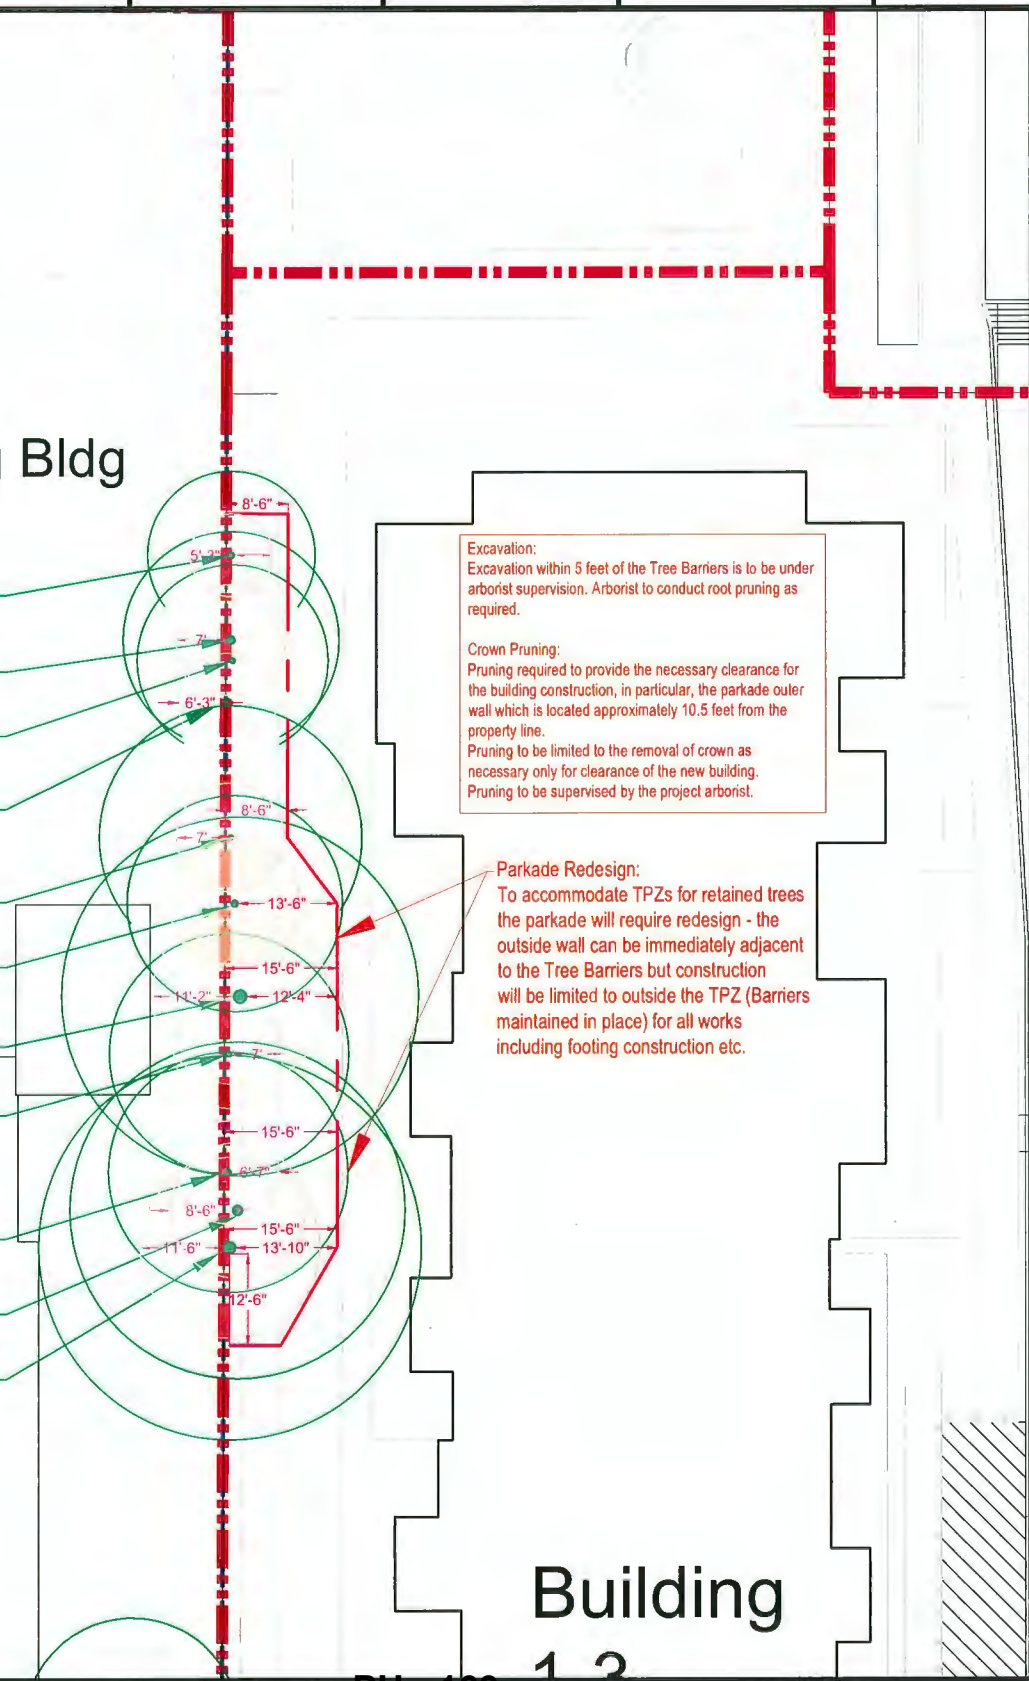 Bldg
8'-6"
5'-2"
Excavation:
Excavation within 5 feet of the Tree Barriers is to be under
arborist supervision. Arborist to conduct root pruning as
required.
7'
Crown Pruning:
Pruning required to provide the necessary clearance for
the building construction, in particular, the parkade outer
wall which is located approximately 10.5 feet from the
property line.
Pruning to be limited to the removal of crown as
necessary only for clearance of the new building.
Pruning to be supervised by the project arborist.
6'-3"
8'-6"
7'
Parkade Redesign:
To accommodate TPZs for retained trees
the parkade will require redesign - the
outside wall can be immediately adjacent
to the Tree Barriers but construction
will be limited to outside the TPZ (Barriers
maintained in place) for all works
including footing construction etc.
13'-6"
15'-6"
11'-2" 12'-4"
7'
15'-6"
6'-7"
8'-6"
15'-6"
11'-6" 13'-10"
12'-6"
Building